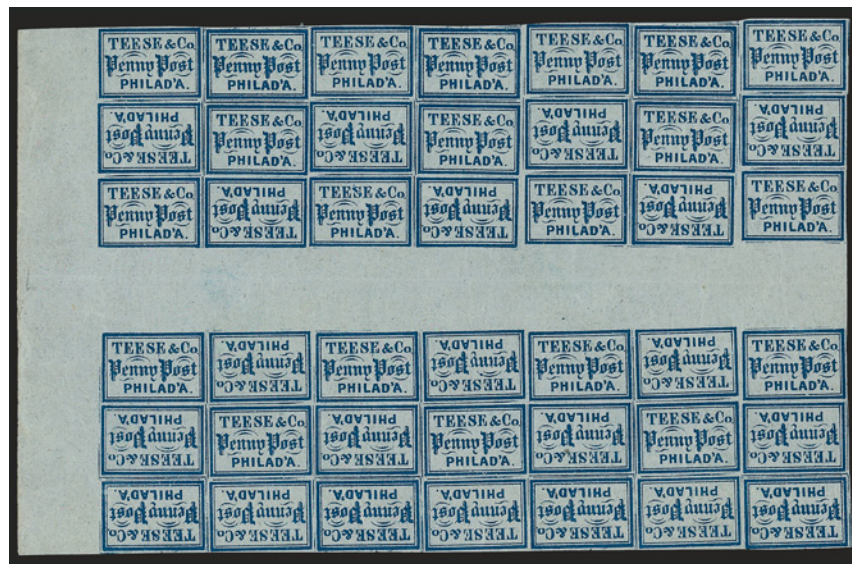 TEESE & Co TEESE & Co TEESE & Co TEESE & Co TEESE & Co TEESE & Co TEESE & Co
Penny Post Penny Post Penny Post Penny Post Penny Post Penny Post Penny Post
PHILAD'A. PHILAD'A. PHILAD'A. PHILAD'A. PHILAD'A. PHILAD'A. PHILAD'A.
TEESE & Co TEESE & Co TEESE & Co TEESE & Co TEESE & Co TEESE & Co TEESE & Co
Penny Post Penny Post Penny Post Penny Post Penny Post Penny Post Penny Post
PHILAD'A. PHILAD'A. PHILAD'A. PHILAD'A. PHILAD'A. PHILAD'A. PHILAD'A.
TEESE & Co TEESE & Co TEESE & Co TEESE & Co TEESE & Co TEESE & Co TEESE & Co
Penny Post Penny Post Penny Post Penny Post Penny Post Penny Post Penny Post
PHILAD'A. PHILAD'A. PHILAD'A. PHILAD'A. PHILAD'A. PHILAD'A. PHILAD'A.
TEESE & Co TEESE & Co TEESE & Co TEESE & Co TEESE & Co TEESE & Co TEESE & Co
Penny Post Penny Post Penny Post Penny Post Penny Post Penny Post Penny Post
PHILAD'A. PHILAD'A. PHILAD'A. PHILAD'A. PHILAD'A. PHILAD'A. PHILAD'A.
TEESE & Co TEESE & Co TEESE & Co TEESE & Co TEESE & Co TEESE & Co TEESE & Co
Penny Post Penny Post Penny Post Penny Post Penny Post Penny Post Penny Post
PHILAD'A. PHILAD'A. PHILAD'A. PHILAD'A. PHILAD'A. PHILAD'A. PHILAD'A.
TEESE & Co TEESE & Co TEESE & Co TEESE & Co TEESE & Co TEESE & Co TEESE & Co
Penny Post Penny Post Penny Post Penny Post Penny Post Penny Post Penny Post
PHILAD'A. PHILAD'A. PHILAD'A. PHILAD'A. PHILAD'A. PHILAD'A. PHILAD'A.